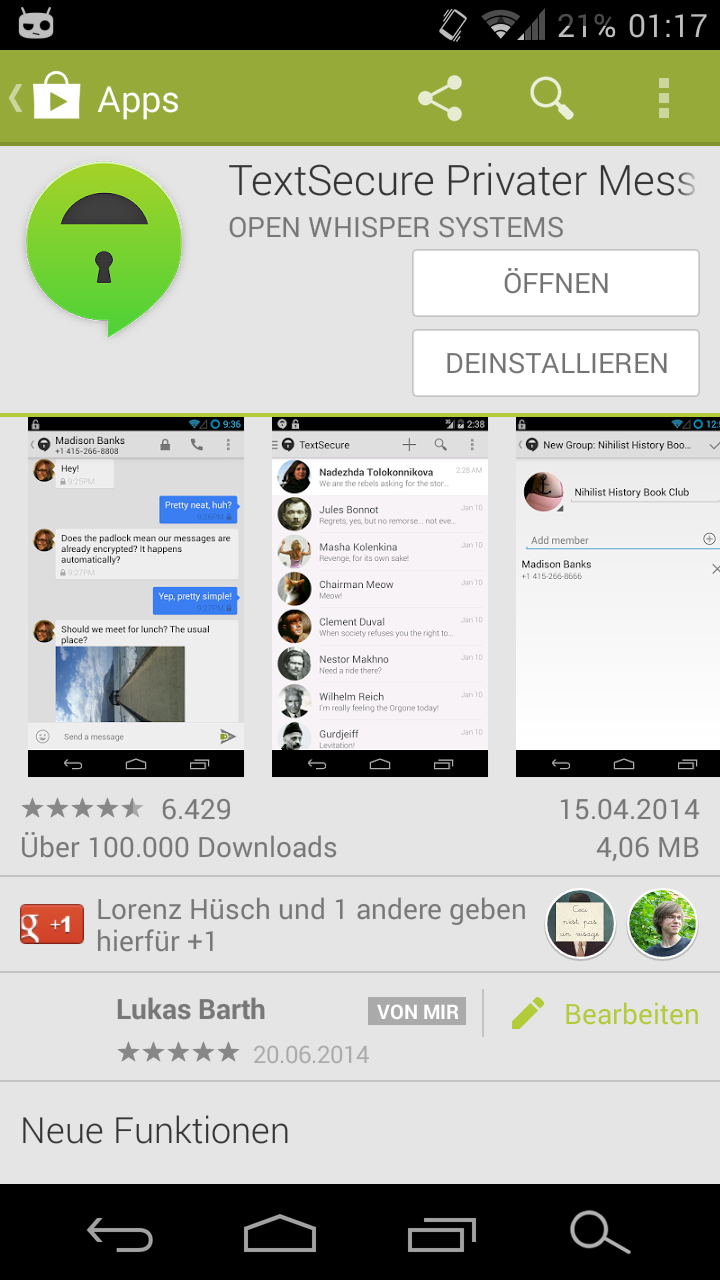 21% 01:17
Apps
TextSecure Privater Mess
OPEN WHISPER SYSTEMS
ÖFFNEN
DEINSTALLIEREN
9:36
Madison Banks
+1 415-266-8808
Hey!
9:25PM
Pretty neat, huh?
9:26PM
Does the padlock mean our messages are
already encrypted? It happens
automatically?
9:27PM
Yep, pretty simple!
9:27PM
Should we meet for lunch? The usual
place?
Send a message
2:38
TextSecure
Nadezhda Tolokonnikova 2:28 AM
We are the rebels asking for the stor...
Jules Bonnot Jan 10
Regrets, yes, but no remorse... not eve..
Masha Kolenkina Jan 10
Revenge, for its own sake!
Chairman Meow Jan 10
Meow!
Clement Duval Jan 10
When society refuses you the right to...
Nestor Makhno Jan 10
Need a ride there?
Wilhelm Reich Jan 10
I'm really feeling the Orgone today!
Gurdjeiff Jan 10
Levitation!
12:
New Group: Nihilist History Boo...
Nihilist History Book Club
Add member
Madison Banks
+1 415-266-8666
6.429 15.04.2014
Über 100.000 Downloads 4,06 MB
g +1
Lorenz Hüsch und 1 andere geben
hierfür +1
Ceci
n'est pas
un visage
Lukas Barth VON MIR Bearbeiten
20.06.2014
Neue Funktionen